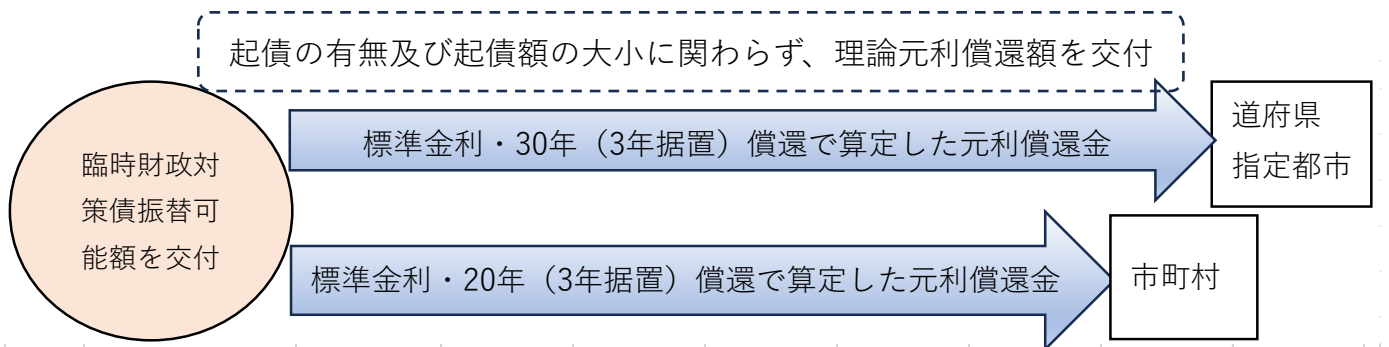 起債の有無及び起債額の大小に関わらず、理論元利償還額を交付
臨時財政対
策債振替可
能額を交付
標準金利・30年（3年据置）償還で算定した元利償還金
道府県
指定都市
標準金利・20年（3年据置）償還で算定した元利償還金
市町村